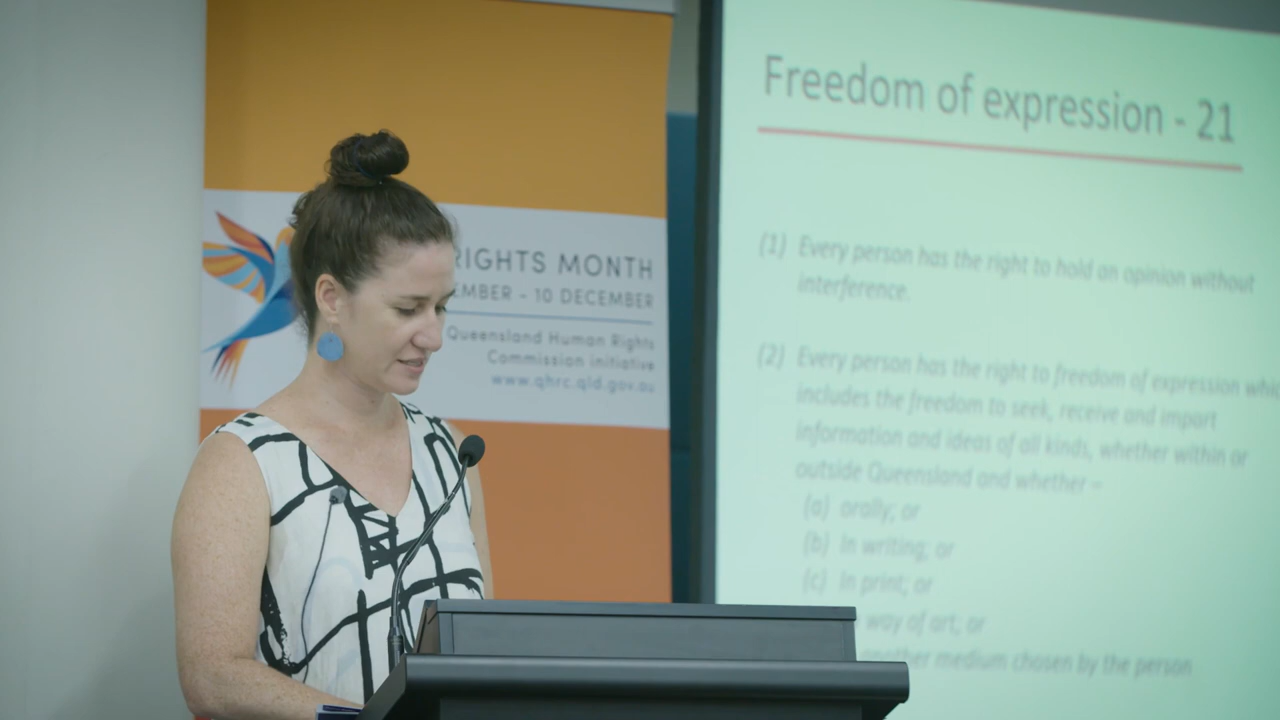 RIGHTS MONTH
EMBER - 10 DECEMBER
Queensland Human Rights
Commission initiative
www.qhrc.qld.gov.au
Freedom of expression - 21
(1) Every person has the right to hold an opinion without
interference.
(2) Every person has the right to freedom of expression whi
includes the freedom to seek, receive and impart
information and ideas of all kinds, whether within or
outside Queensland and whether –
(a) orally; or
(b) In writing; or
(c) In print; or
way of art; or
another medium chosen by the person